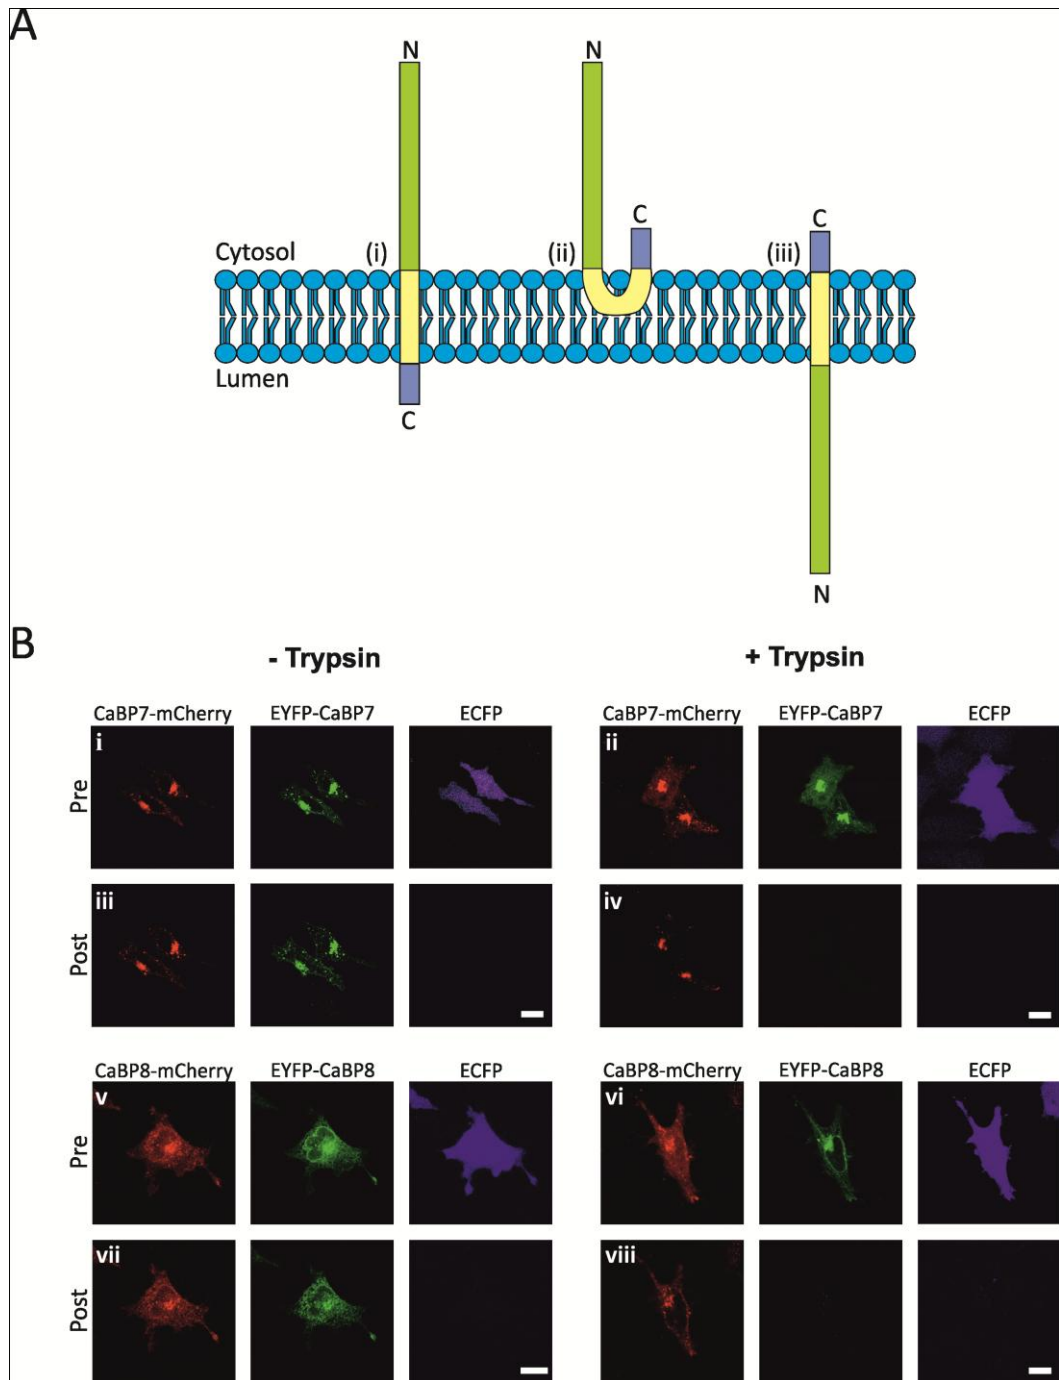 A
N N
C
Cytosol (i) (ii) (iii)
Lumen
C
N
B
- Trypsin + Trypsin
CaBP7-mCherry EYFP-CaBP7 ECFP CaBP7-mCherry EYFP-CaBP7 ECFP
Pre i ii
Post iii iv
CaBP8-mCherry EYFP-CaBP8 ECFP CaBP8-mCherry EYFP-CaBP8 ECFP
Pre v vi
Post vii viii